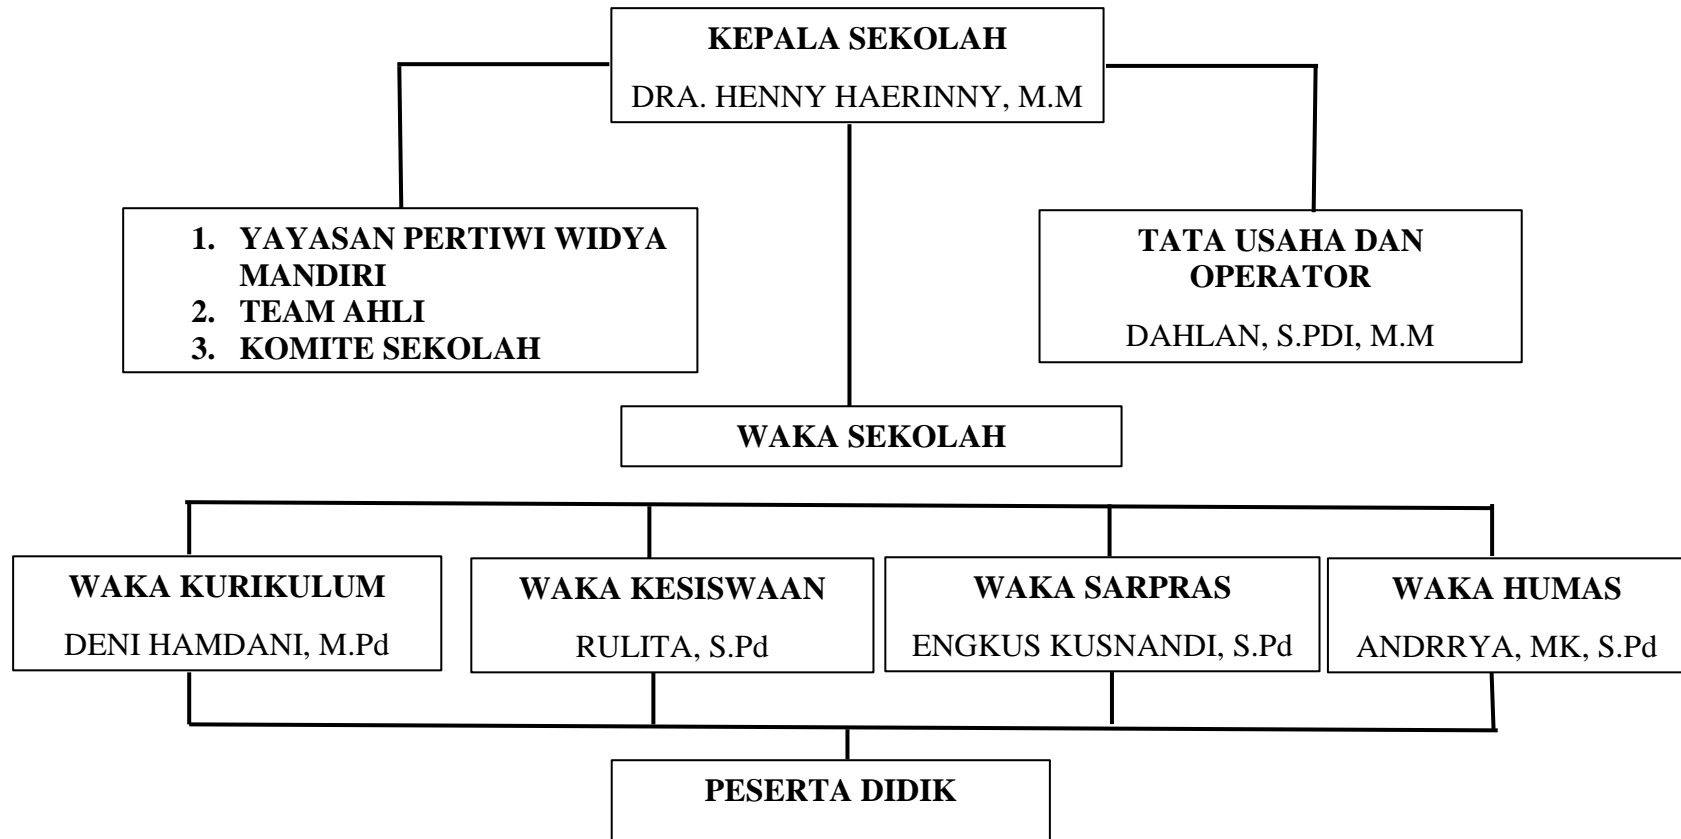 KEPALA SEKOLAH
DRA. HENNY HAERINNY, M.M
1. YAYASAN PERTIWI WIDYA
MANDIRI
2. TEAM AHLI
3. KOMITE SEKOLAH
TATA USAHA DAN
OPERATOR
DAHLAN, S.PDI, M.M
WAKA SEKOLAH
WAKA KURIKULUM
DENI HAMDANI, M.Pd
WAKA KESISWAAN
RULITA, S.Pd
WAKA SARPRAS
ENGKUS KUSNANDI, S.Pd
WAKA HUMAS
ANDRRYA, MK, S.Pd
PESERTA DIDIK